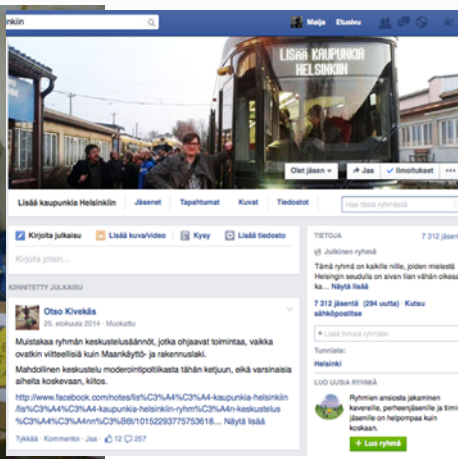 nkiin
Maija Etusivu
LISÄÄ KAUPUNKIA
HELSINKIIN
Olet jäsen Jaa Ilmoitukset
Lisää kaupunkia Helsinkiin Jäsenet Tapahtumat Kuvat Tiedostot
Hae tästä ryhmästä
Kirjoita julkaisu Lisää kuva/video Kysy Lisää tiedosto
Kirjoita jotain...
KIINNITETTY JULKAISU
Otso Kivekäs
25. elokuuta 2014 · Muokattu
Muistakaa ryhmän keskustelusäännöt, jotka ohjaavat toimintaa, vaikka
ovatkin viitteellisiä kuin Maankäyttö- ja rakennuslaki.
Mahdollinen keskustelu moderointipolitiikasta tähän ketjuun, eikä varsinaisia
aiheita koskevaan, kiitos.
http://www.facebook.com/notes/lis%C3%A4%C3%A4-kaupunkia-helsinkiin
/lis%C3%A4%C3%A4-kaupunkia-helsinkiin-ryhm%C3%A4n-keskustelus
%C3%A4%C3%A4nn%C3%B6t/10152293775753618... Näytä lisää
Tykkää · Kommentoi · Jaa · 12 257
TIETOJA 7 312 jäsen
Julkinen ryhmä
Tämä ryhmä on kaikille niille, joiden mielestä
Helsingin seudulla on aivan liian vähän oikeaa
ka... Näytä lisää
7 312 jäsentä (294 uutta) · Kutsu
sähköpostitse
+ Lisää ihmisiä ryhmään
Tunniste:
Helsinki
LUO UUSIA RYHMIÄ
Ryhmien ansiosta jakaminen
kavereille, perheenjäsenille ja tiimi
jäsenille on helpompaa kuin
koskaan.
+ Luo ryhmä